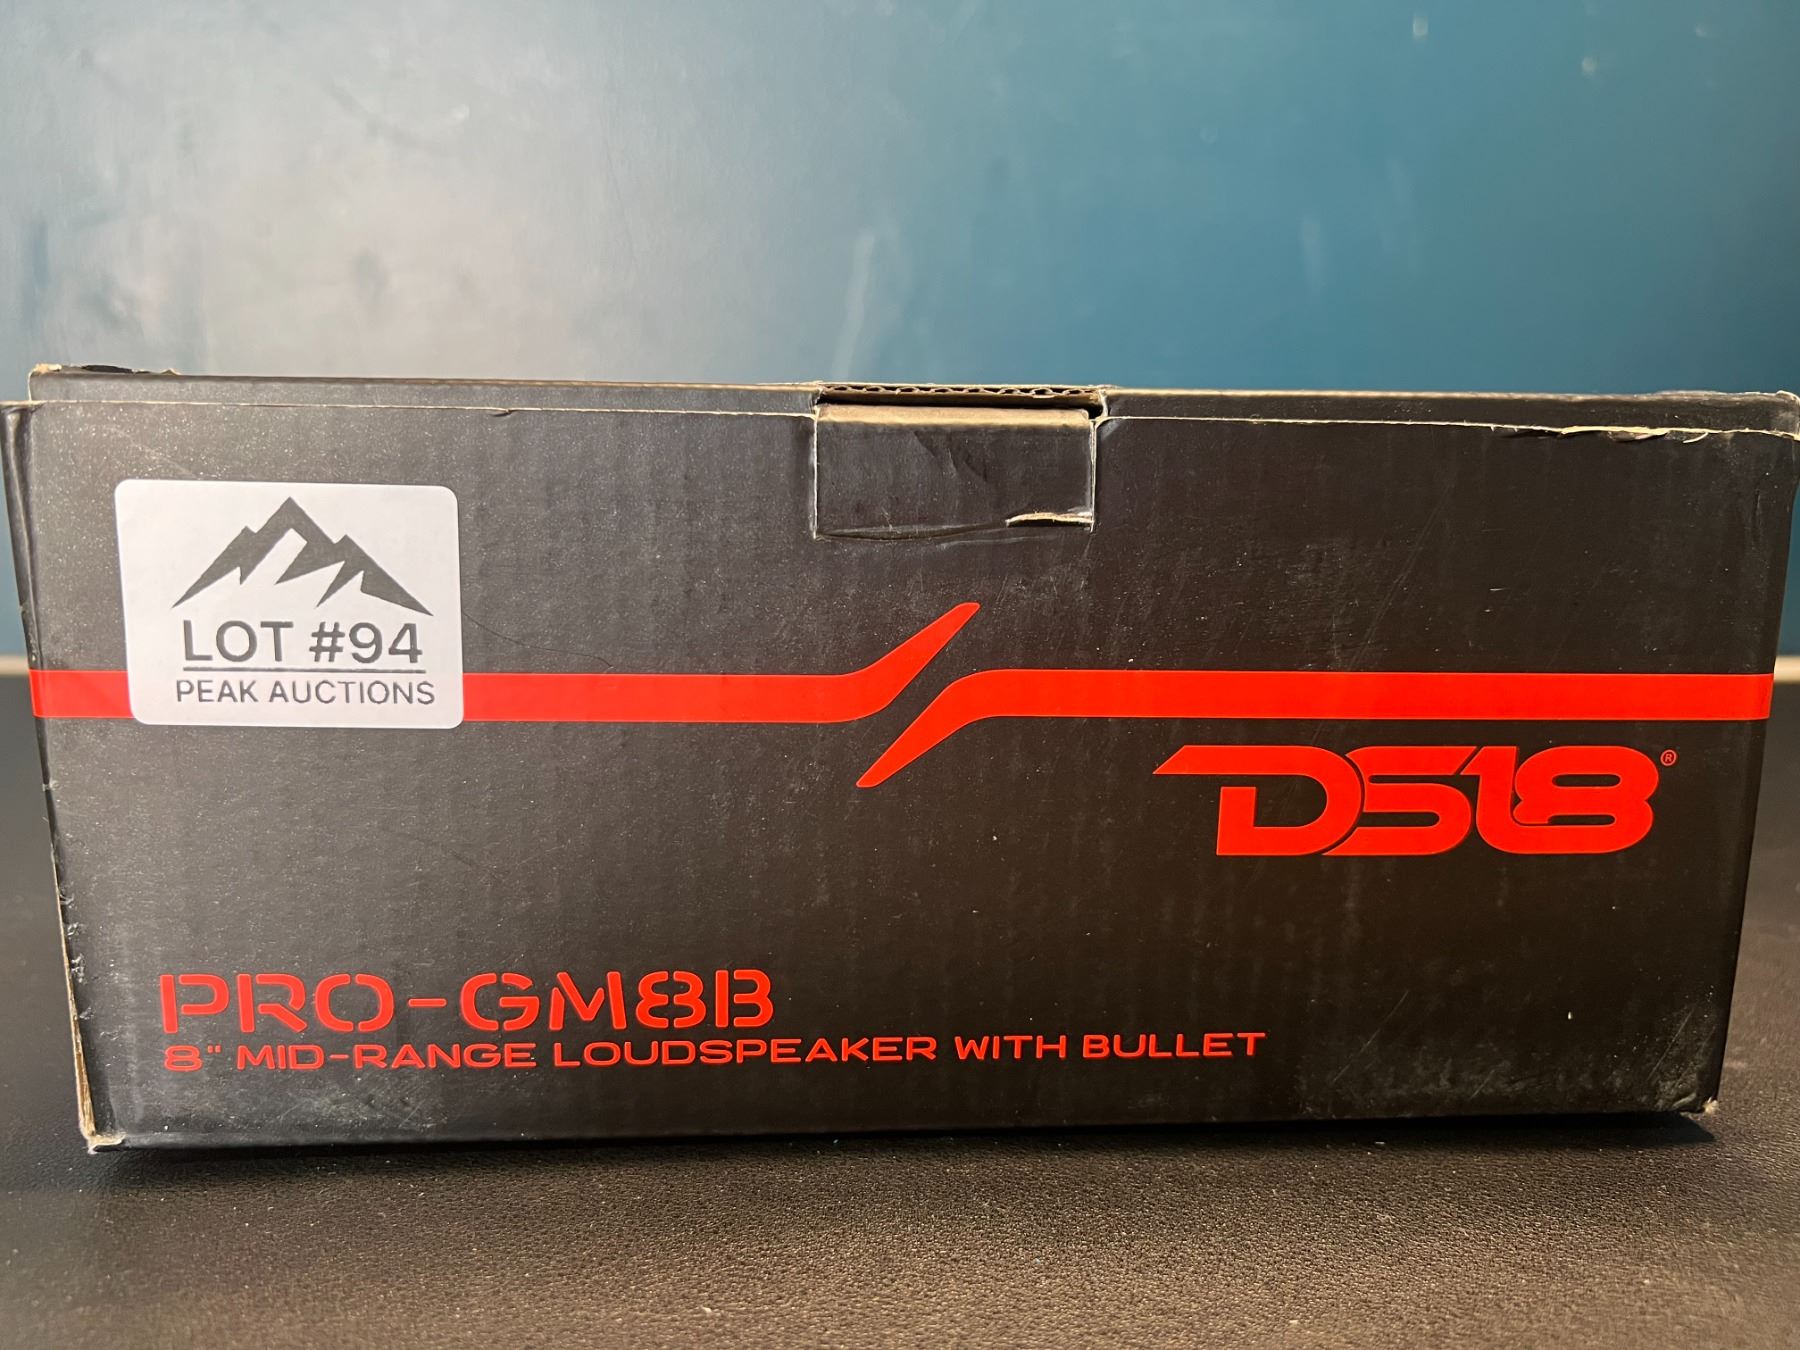 LOT #94
PEAK AUCTIONS
DS18®
PRO-GM8B
8" MID-RANGE LOUDSPEAKER WITH BULLET